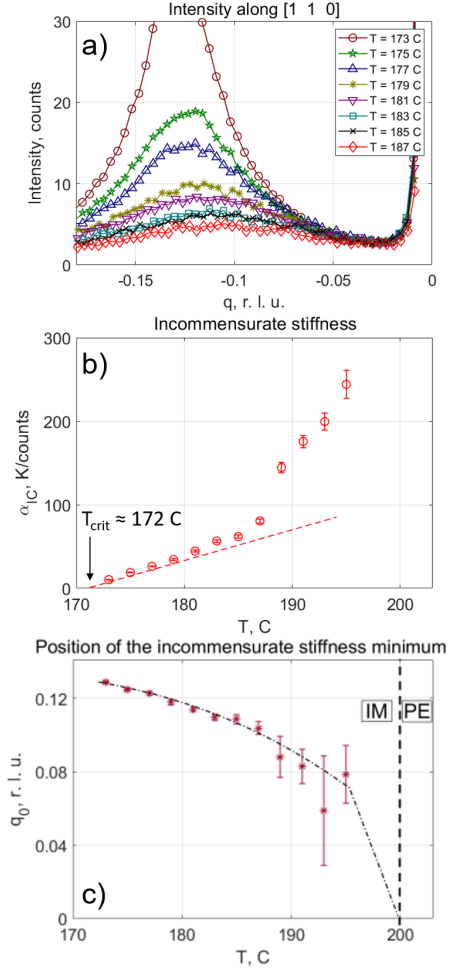 Intensity along [1 1 0]
a)
Intensity, counts
30
20
10
0
T = 173 C
T = 175 C
T = 177 C
T = 179 C
T = 181 C
T = 183 C
T = 185 C
T = 187 C
-0.15
-0.1
-0.05
0
q, r. l. u.
Incommensurate stiffness
b)
α_IC, K/counts
300
200
100
0
T_crit ≈ 172 C
170
180
190
200
T, C
Position of the incommensurate stiffness minimum
q_0, r. l. u.
0.12
0.08
0.04
0
IM
PE
c)
170
180
190
200
T, C